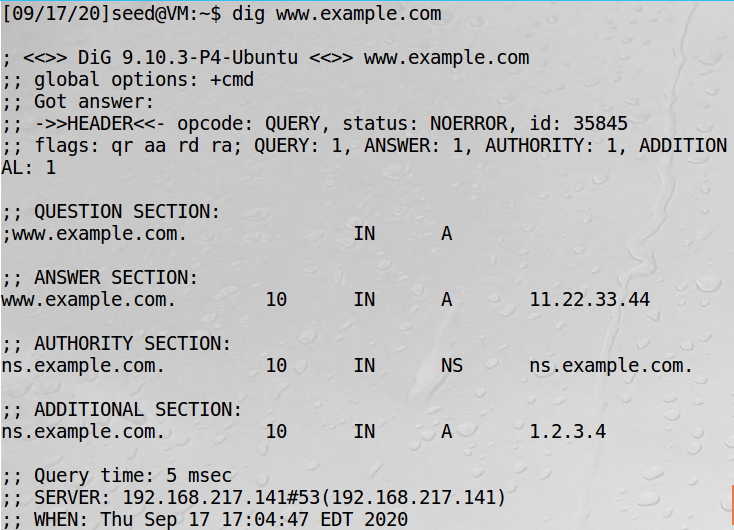 [09/17/20]seed@VM:~$ dig www.example.com
; <<>> DiG 9.10.3-P4-Ubuntu <<>> www.example.com
;; global options: +cmd
;; Got answer:
;; ->>HEADER<<- opcode: QUERY, status: NOERROR, id: 35845
;; flags: qr aa rd ra; QUERY: 1, ANSWER: 1, AUTHORITY: 1, ADDITION
AL: 1
;; QUESTION SECTION:
;www.example.com. IN A
;; ANSWER SECTION:
www.example.com. 10 IN A 11.22.33.44
;; AUTHORITY SECTION:
ns.example.com. 10 IN NS ns.example.com.
;; ADDITIONAL SECTION:
ns.example.com. 10 IN A 1.2.3.4
;; Query time: 5 msec
;; SERVER: 192.168.217.141#53(192.168.217.141)
;; WHEN: Thu Sep 17 17:04:47 EDT 2020